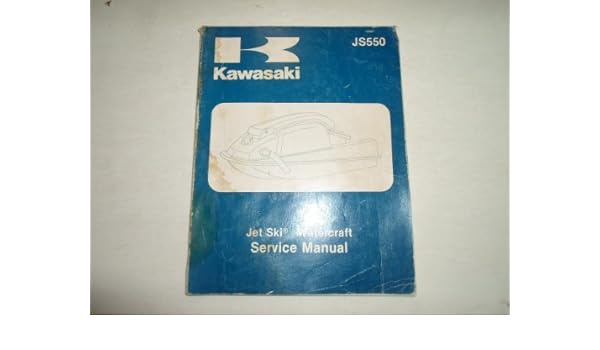 JS550
Kawasaki
Jet Ski® Watercraft
Service Manual